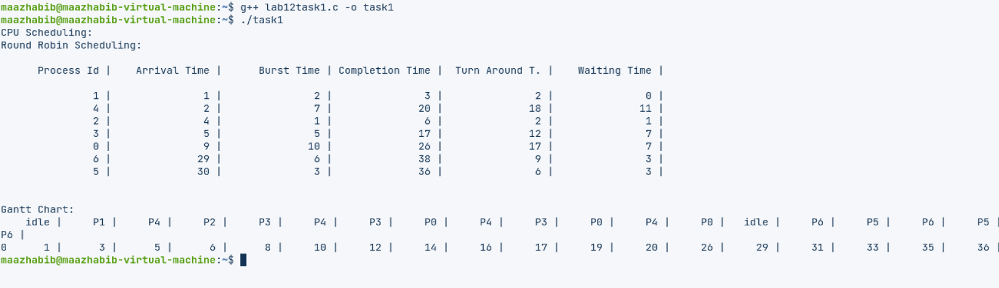 maazhabib@maazhabib-virtual-machine:~$ g++ lab12task1.c -o task1
maazhabib@maazhabib-virtual-machine:~$ ./task1
CPU Scheduling:
Round Robin Scheduling:
Process Id | Arrival Time | Burst Time | Completion Time | Turn Around T. | Waiting Time |
1 | 1 | 2 | 3 | 2 | 0 |
4 | 2 | 7 | 20 | 18 | 11 |
2 | 4 | 1 | 6 | 2 | 1 |
3 | 5 | 5 | 17 | 12 | 7 |
0 | 9 | 10 | 26 | 17 | 7 |
6 | 29 | 6 | 38 | 9 | 3 |
5 | 30 | 3 | 36 | 6 | 3 |
Gantt Chart:
idle | P1 | P4 | P2 | P3 | P4 | P3 | P0 | P4 | P3 | P0 | P4 | P0 | idle | P6 | P5 | P6 | P5 |
P6 |
0 1 | 3 | 5 | 6 | 8 | 10 | 12 | 14 | 16 | 17 | 19 | 20 | 26 | 29 | 31 | 33 | 35 | 36 |
maazhabib@maazhabib-virtual-machine:~$